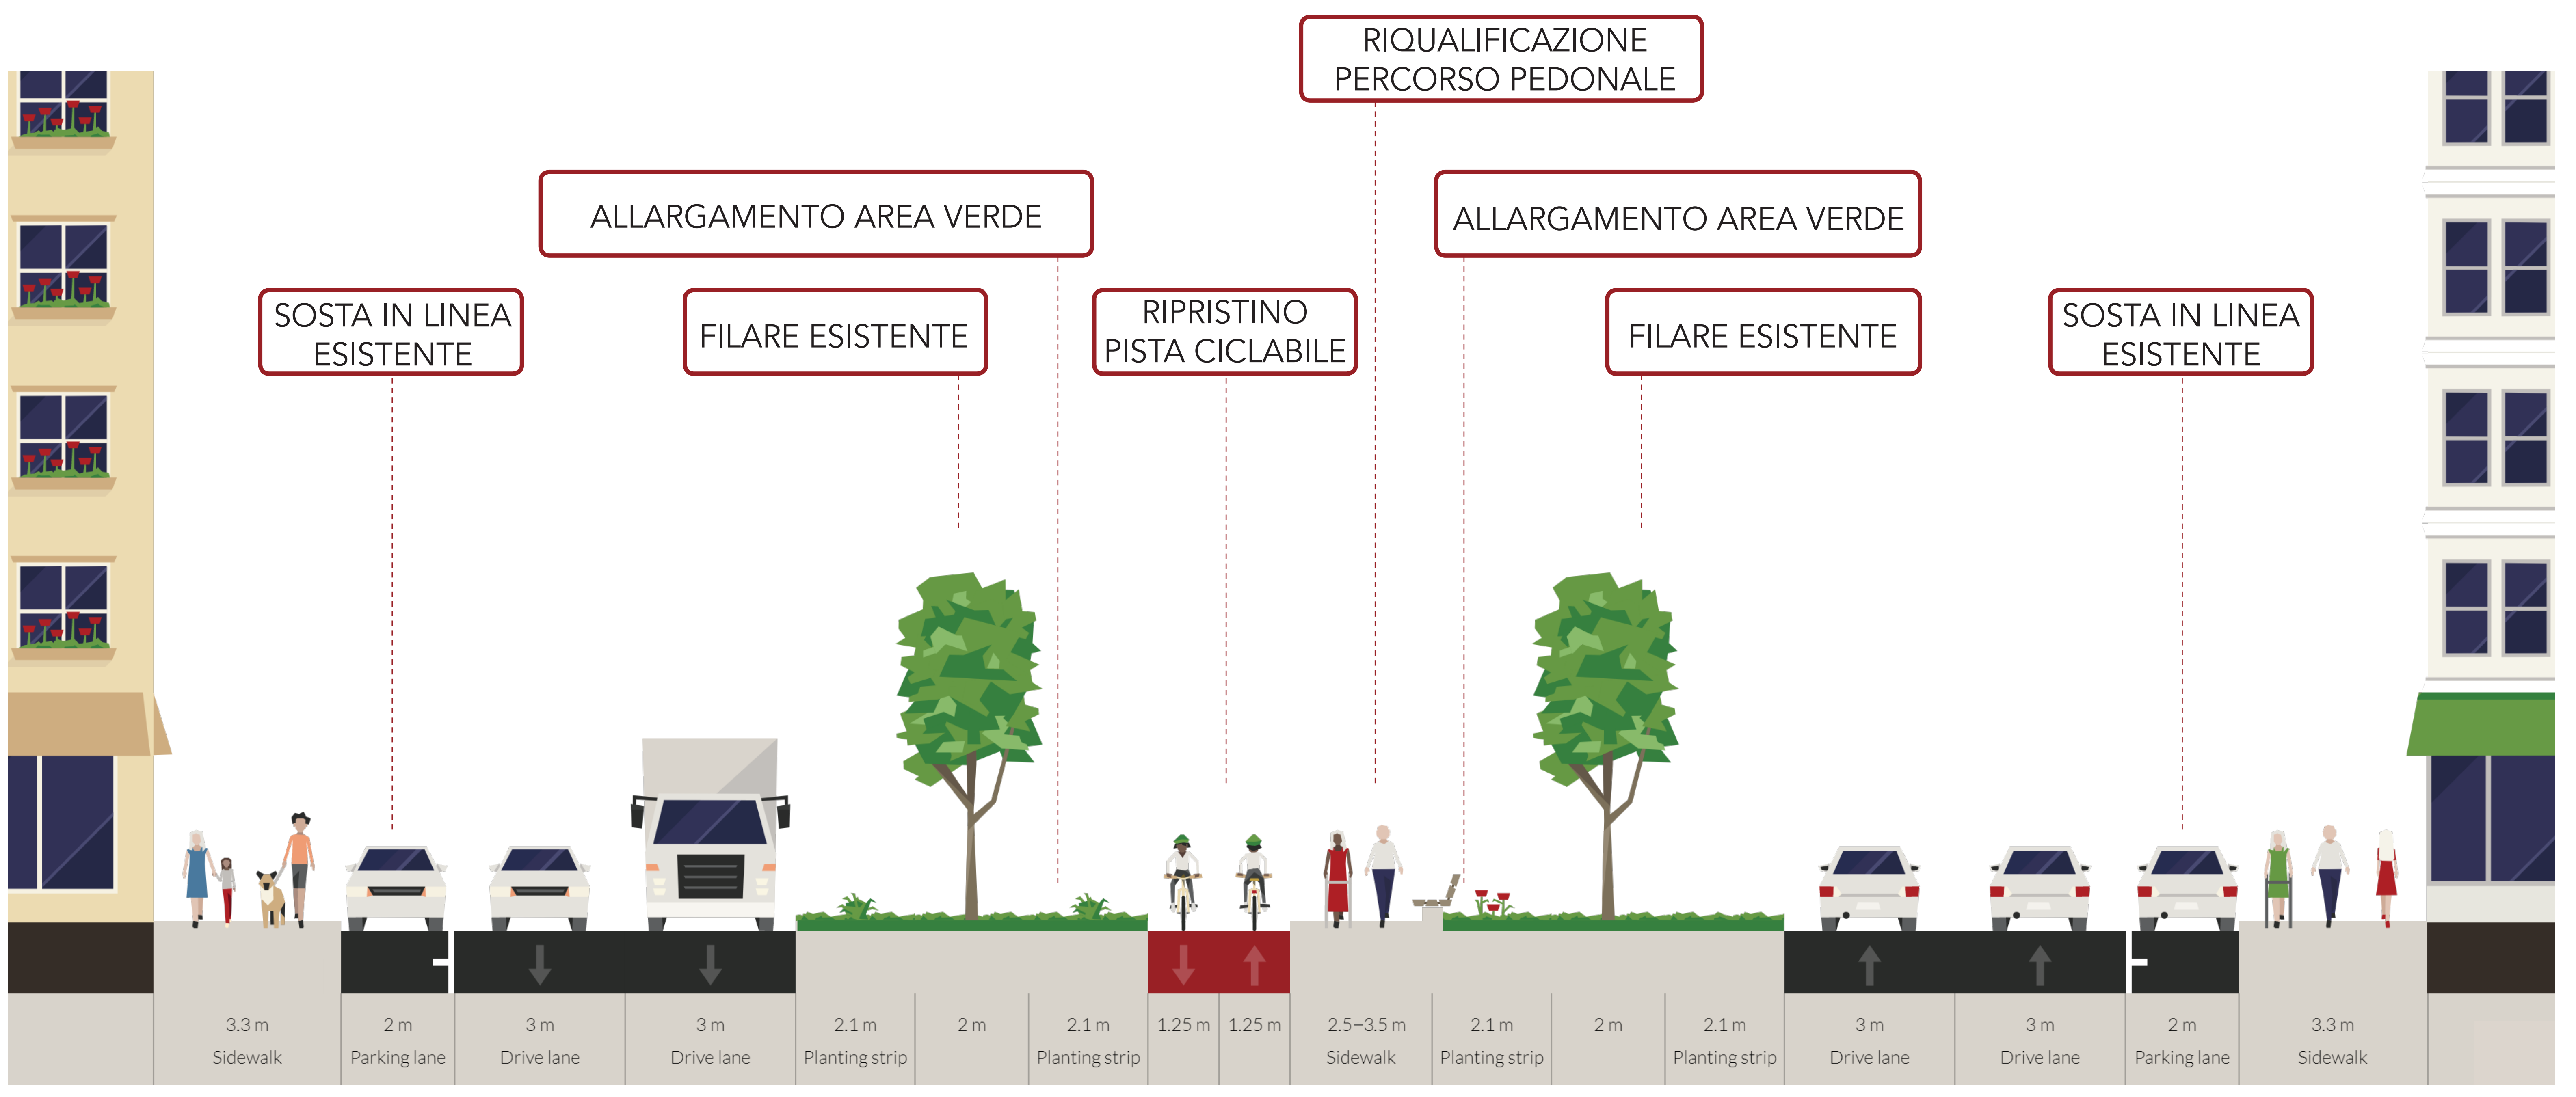 RIQUALIFICAZIONE
PERCORSO PEDONALE
ALLARGAMENTO AREA VERDE
ALLARGAMENTO AREA VERDE
SOSTA IN LINEA
ESISTENTE
FILARE ESISTENTE
RIPRISTINO
PISTA CICLABILE
FILARE ESISTENTE
SOSTA IN LINEA
ESISTENTE
3.3 m
Sidewalk
2 m
Parking lane
3 m
Drive lane
3 m
Drive lane
2.1 m
Planting strip
2 m
2.1 m
Planting strip
1.25 m
1.25 m
2.5–3.5 m
Sidewalk
2.1 m
Planting strip
2 m
2.1 m
Planting strip
3 m
Drive lane
3 m
Drive lane
2 m
Parking lane
3.3 m
Sidewalk